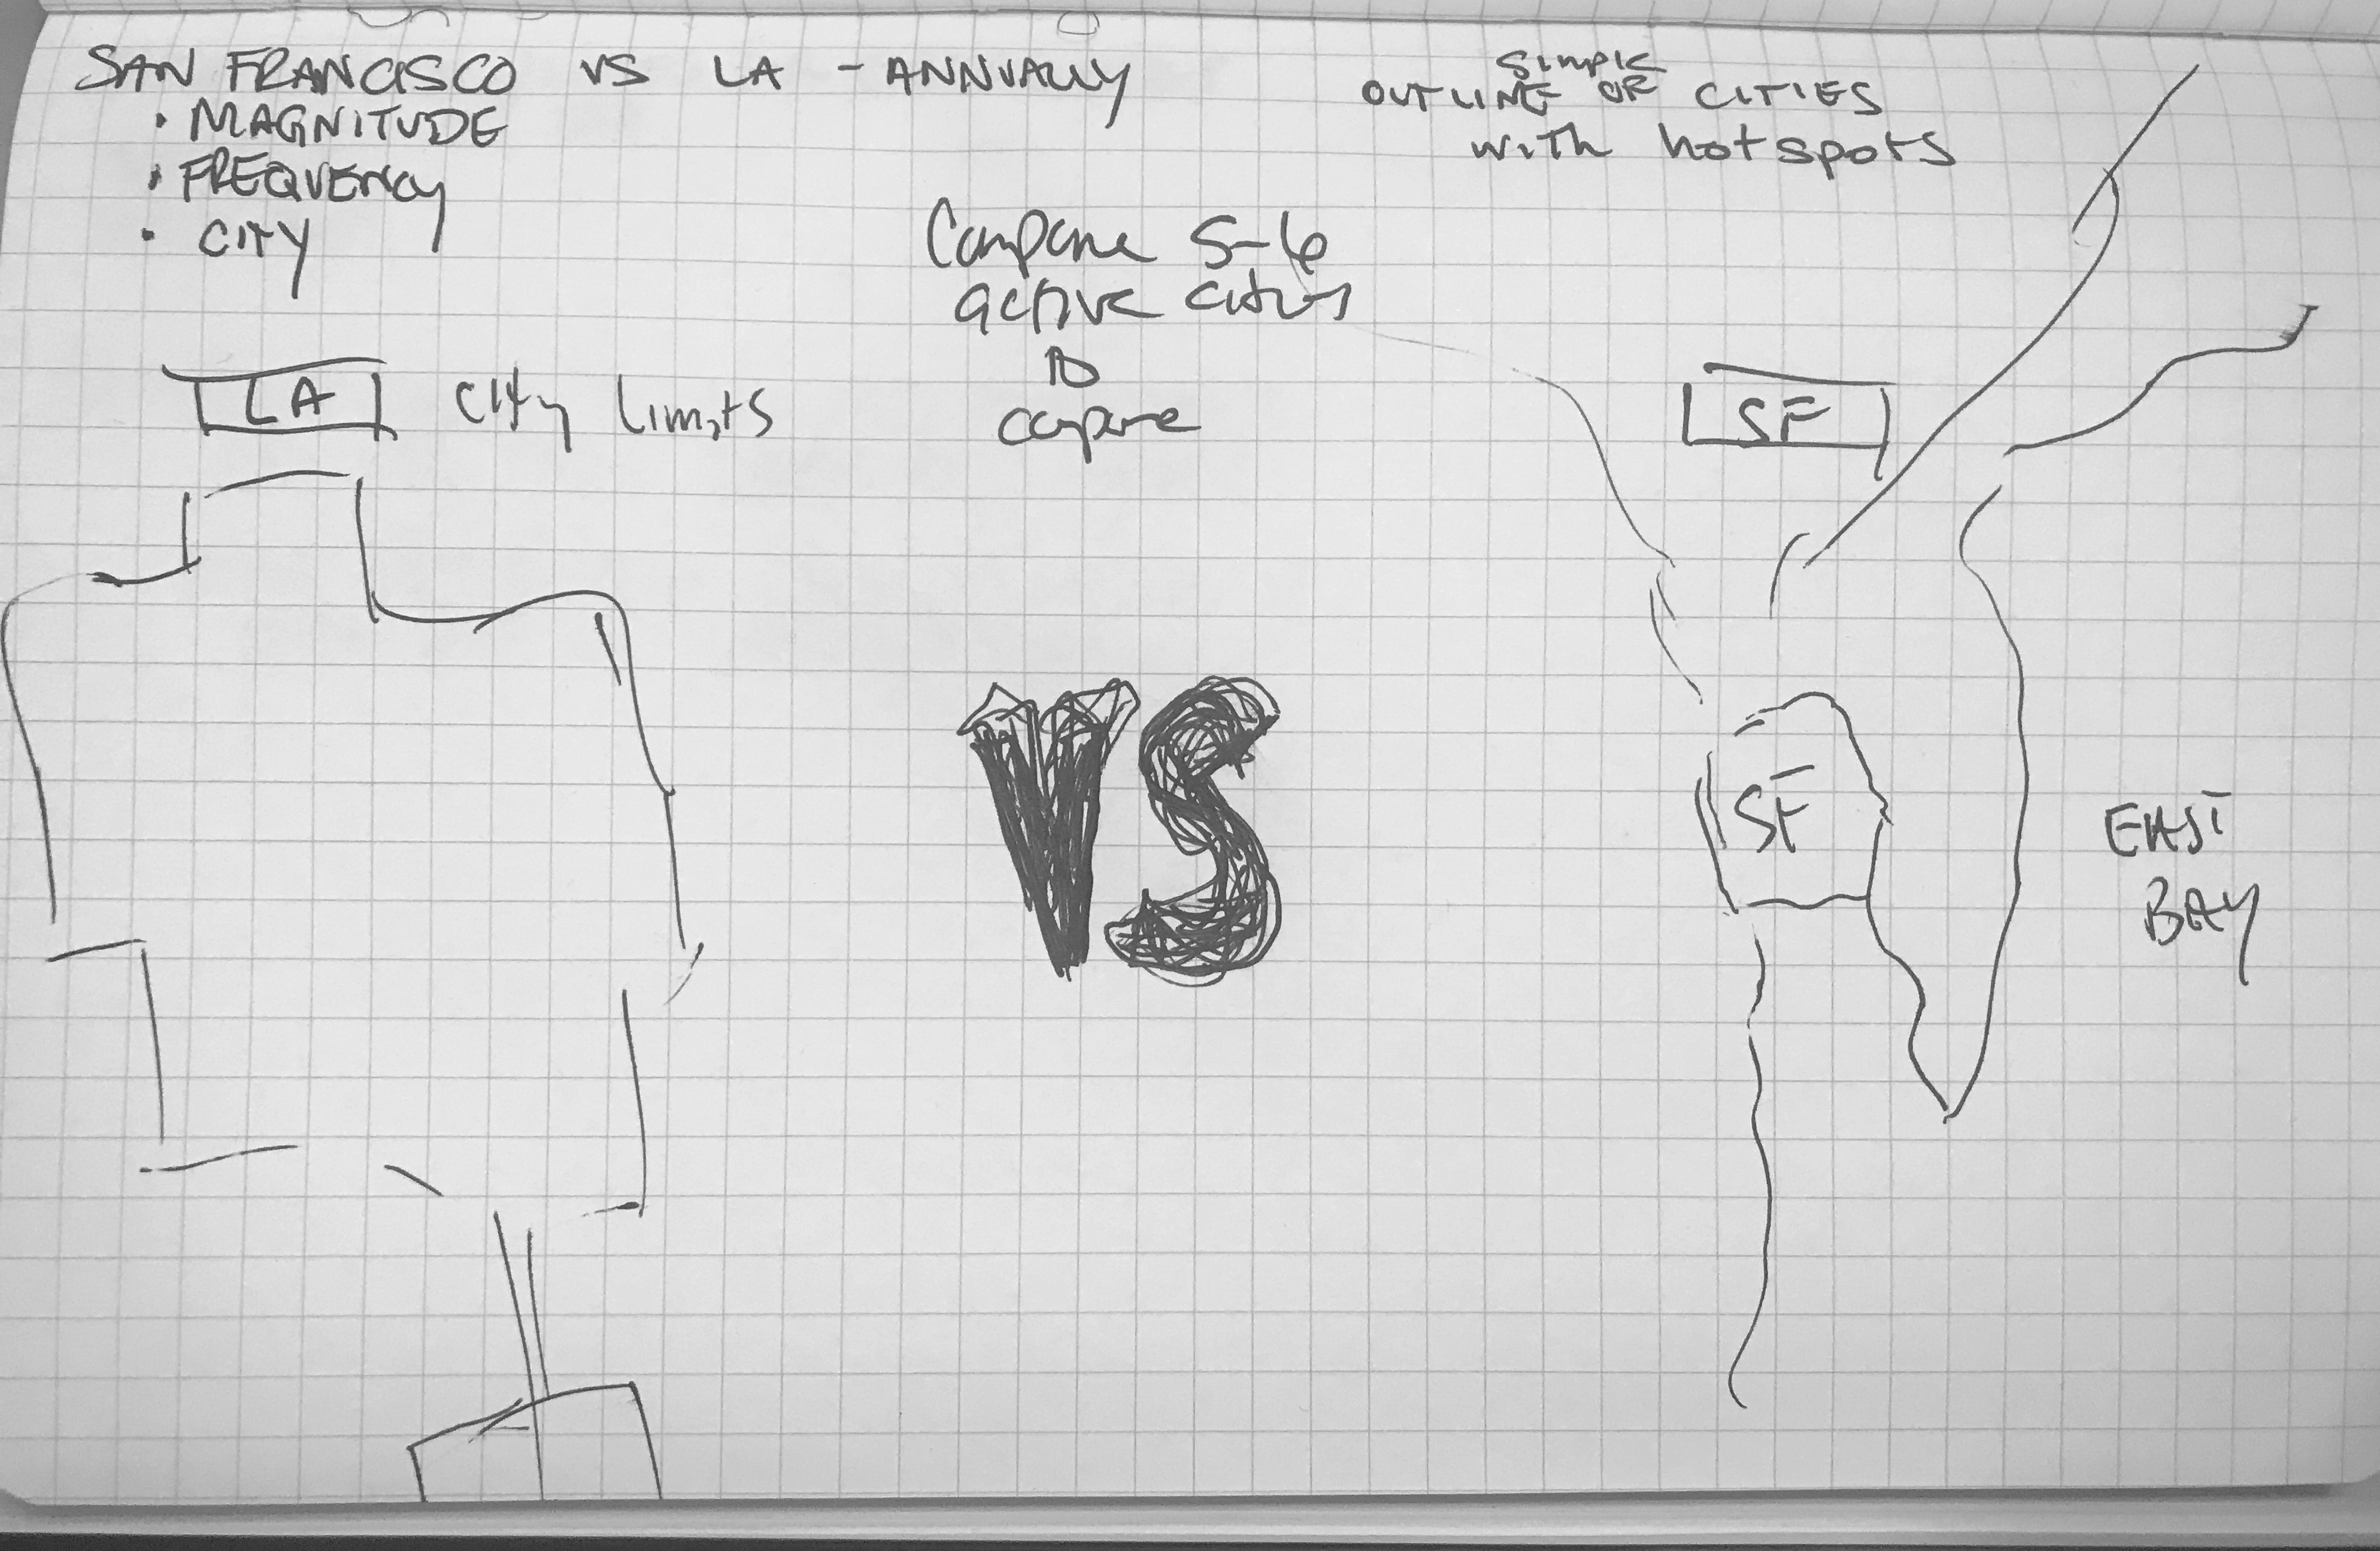 SAN FRANCISCO VS LA - ANNUALLY
• MAGNITUDE
• FREQUENCY
• CITY
SIMPLE
OUTLINE OF CITIES
with hotspots
Compare 5-6
active cities
to
compare
LA
City Limits
SF
VS
SF
EAST
BAY